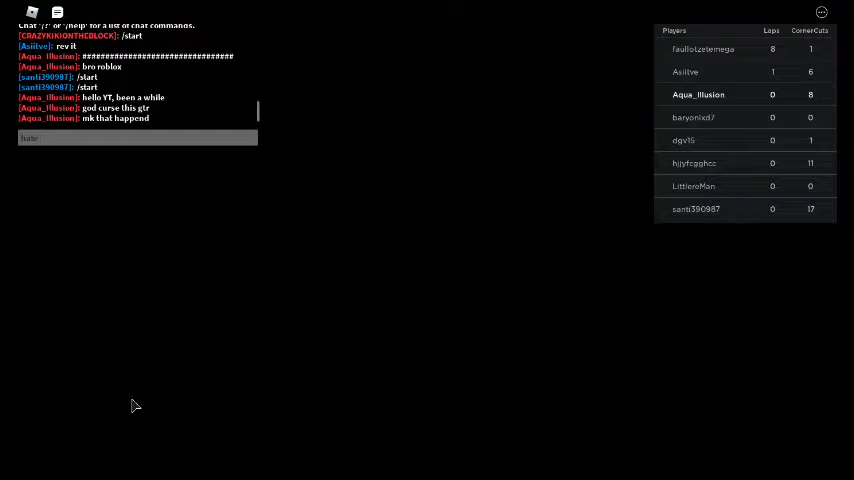 Chat '/?' or '/help' for a list of chat commands.
[CRAZYKIKIONTHEBLOCK]: /start
[Asiitve]: rev it
[Aqua_Illusion]: #################################
[Aqua_Illusion]: bro roblox
[santi390987]: /start
[santi390987]: /start
[Aqua_Illusion]: hello YT, been a while
[Aqua_Illusion]: god curse this gtr
[Aqua_Illusion]: mk that happend
hate
Players Laps CornerCuts
faullotzetemega 8 1
Asiitve 1 6
Aqua_Illusion 0 8
baryonixd7 0 0
dgv15 0 1
hjjyfcgghcc 0 11
LittlereMan 0 0
santi390987 0 17